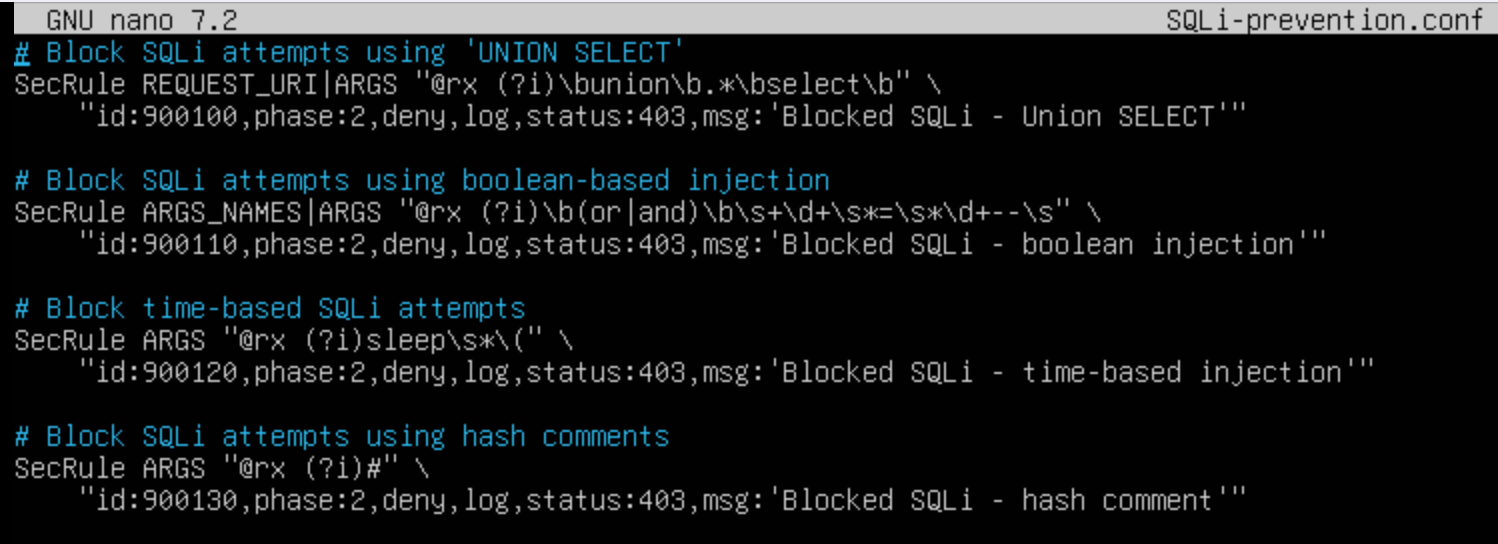 GNU nano 7.2 SQLi-prevention.conf
# Block SQLi attempts using 'UNION SELECT'
SecRule REQUEST_URI|ARGS "@rx (?i)\bunion\b.*\bselect\b" \
    "id:900100,phase:2,deny,log,status:403,msg:'Blocked SQLi - Union SELECT'"

# Block SQLi attempts using boolean-based injection
SecRule ARGS_NAMES|ARGS "@rx (?i)\b(or|and)\b\s+\d+\s*=\s*\d+--\s" \
    "id:900110,phase:2,deny,log,status:403,msg:'Blocked SQLi - boolean injection'"

# Block time-based SQLi attempts
SecRule ARGS "@rx (?i)sleep\s*\(" \
    "id:900120,phase:2,deny,log,status:403,msg:'Blocked SQLi - time-based injection'"

# Block SQLi attempts using hash comments
SecRule ARGS "@rx (?i)#" \
    "id:900130,phase:2,deny,log,status:403,msg:'Blocked SQLi - hash comment'"